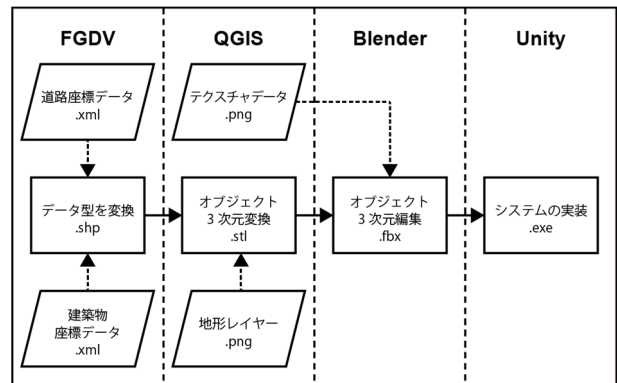 FGDV
QGIS
Blender
Unity
道路座標データ
.xml
テクスチャデータ
.png
データ型を変換
.shp
オブジェクト
3次元変換
.stl
オブジェクト
3次元編集
.fbx
システムの実装
.exe
建築物
座標データ
.xml
地形レイヤー
.png